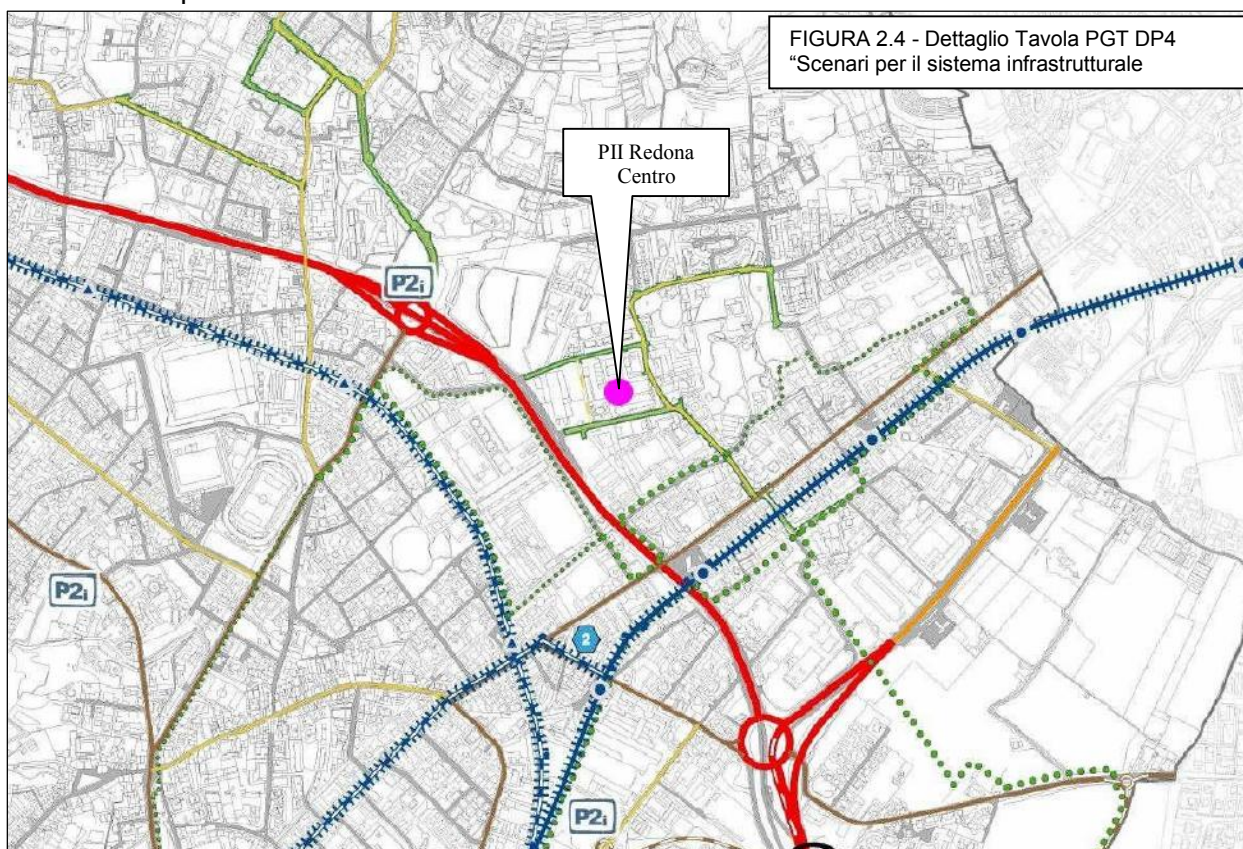 FIGURA 2.4 - Dettaglio Tavola PGT DP4
“Scenari per il sistema infrastrutturale
PII Redona
Centro
P2i
P2i
2
P2i